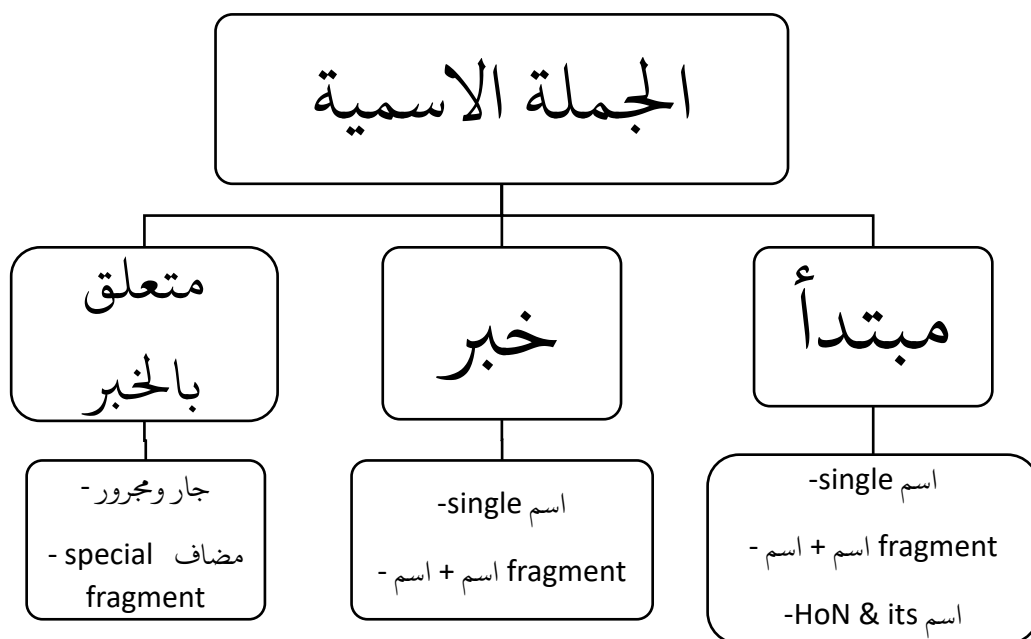 الجملة الاسمية
مبتدأ
خبر
متعلق
بالخبر
-single اسم
- اسم + اسم fragment
-HoN & its اسم
-single اسم
- اسم + اسم fragment
جار ومجرور -
- special مضاف
fragment